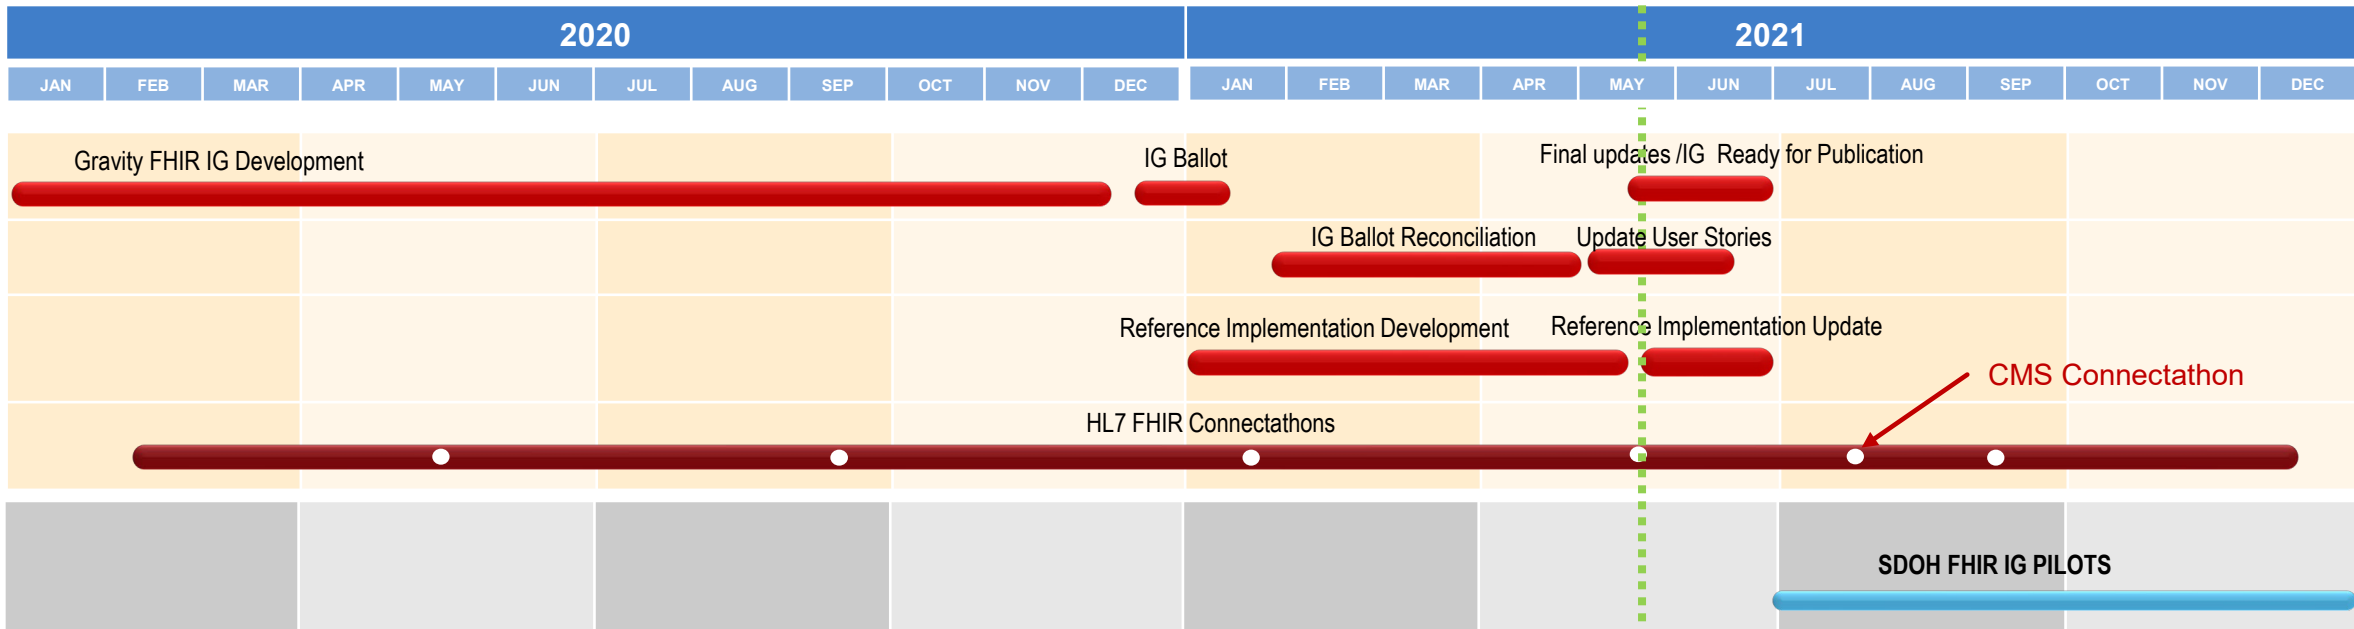 2020 2021
JAN FEB MAR APR MAY JUN JUL AUG SEP OCT NOV DEC JAN FEB MAR APR MAY JUN JUL AUG SEP OCT NOV DEC
Gravity FHIR IG Development IG Ballot Final updates /IG Ready for Publication
IG Ballot Reconciliation Update User Stories
Reference Implementation Development Reference Implementation Update
CMS Connectathon
HL7 FHIR Connectathons
SDOH FHIR IG PILOTS